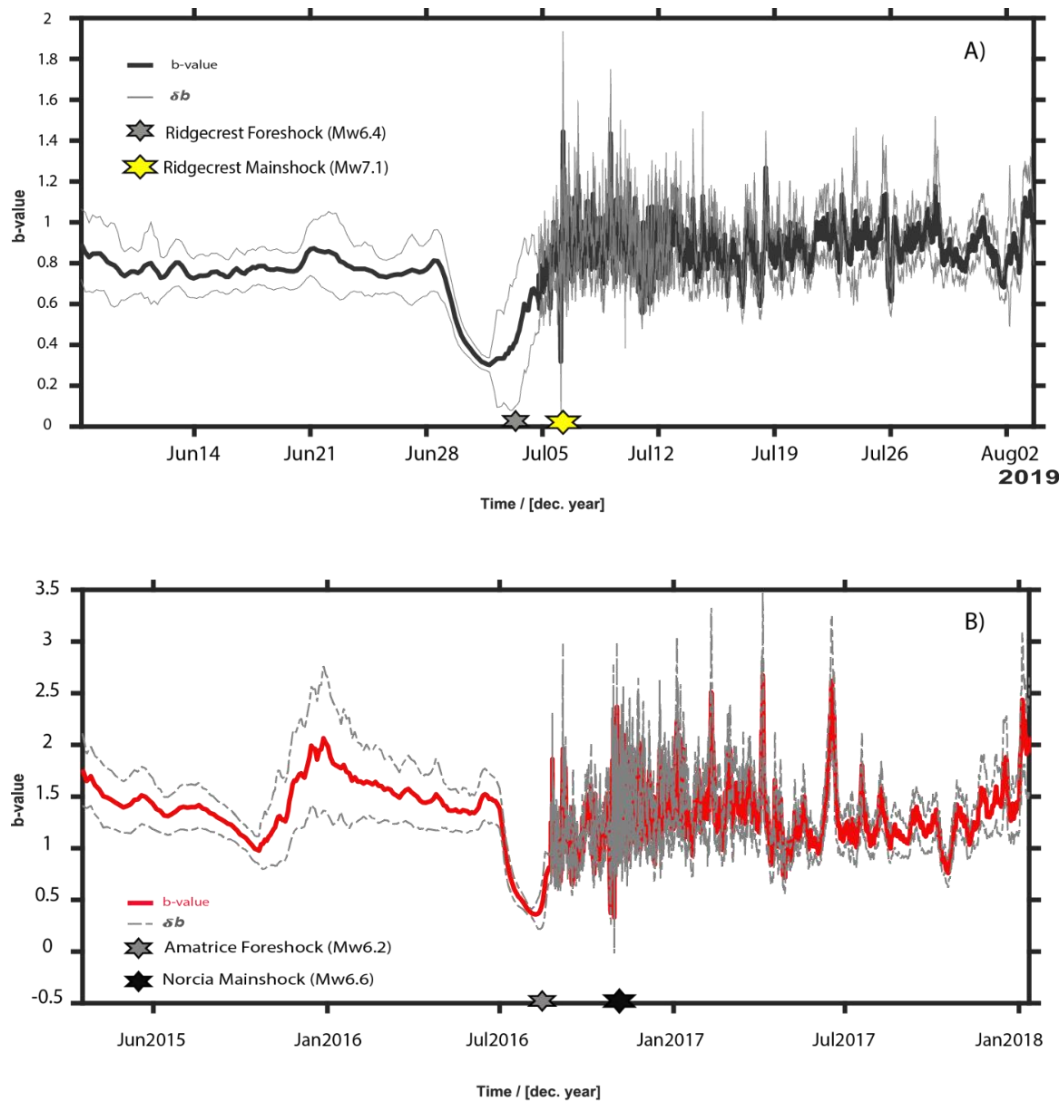 2
1.8
1.6
1.4
1.2
1
0.8
0.6
0.4
0.2
0
b-value
A)
b-value
δb
Ridgecrest Foreshock (Mw6.4)
Ridgecrest Mainshock (Mw7.1)
Jun14 Jun21 Jun28 Jul05 Jul12 Jul19 Jul26 Aug02
2019
Time / [dec. year]
3.5
3
2.5
2
1.5
1
0.5
0
-0.5
b-value
B)
b-value
δb
Amatrice Foreshock (Mw6.2)
Norcia Mainshock (Mw6.6)
Jun2015 Jan2016 Jul2016 Jan2017 Jul2017 Jan2018
Time / [dec. year]